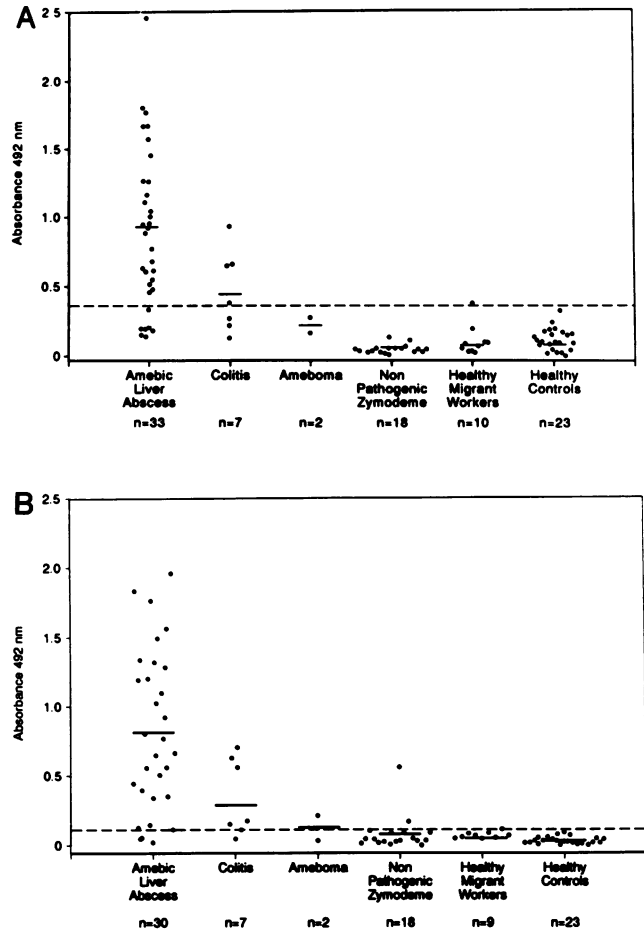 A
2.5
2.0
1.5
1.0
0.5
0
Absorbance 492 nm
Amebic Liver Abscess
Colitis
Ameboma
Non Pathogenic Zymodeme
Healthy Migrant Workers
Healthy Controls
n=33
n=7
n=2
n=18
n=10
n=23
B
2.5
2.0
1.5
1.0
0.5
0
Absorbance 492 nm
Amebic Liver Abscess
Colitis
Ameboma
Non Pathogenic Zymodeme
Healthy Migrant Workers
Healthy Controls
n=30
n=7
n=2
n=18
n=9
n=23